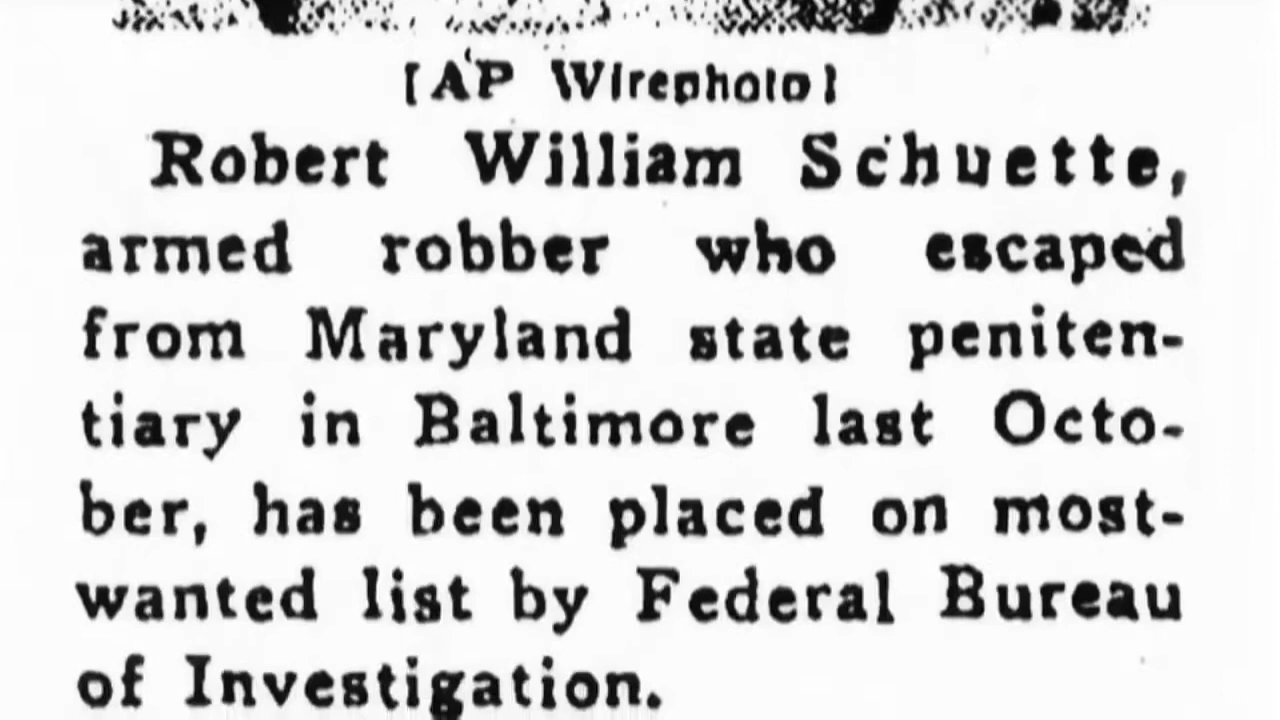 [AP Wirephoto]
Robert William Schuette,
armed robber who escaped
from Maryland state peniten-
tiary in Baltimore last Octo-
ber, has been placed on most-
wanted list by Federal Bureau
of Investigation.